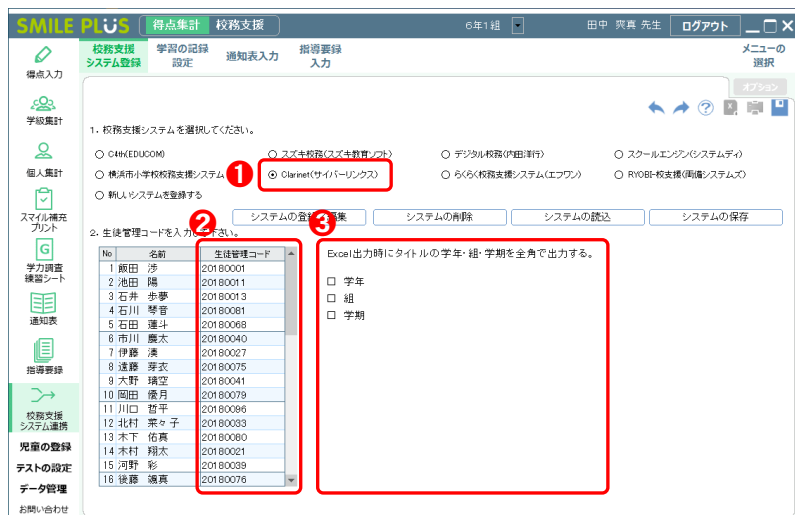 SMILE PLUS 得点集計 校務支援 6年1組 田中 爽真 先生 ログアウト
得点入力
学級集計
個人集計
スマイル補充
プリント
学力調査
練習シート
通知表
指導要録
校務支援
システム連携
児童の登録
テストの設定
データ管理
お問い合わせ
校務支援
システム登録
学習の記録
設定
通知表入力
指導要録
入力
メニューの
選択
オプション
1. 校務支援システムを選択してください。
C4th(EDUCOM) スズキ校務(スズキ教育ソフト) デジタル校務(内田洋行) スクールエンジン(システムディ)
横浜市小学校校務支援システム 1 Clarinet(サイバーリンクス) らくらく校務支援システム(エフワン) RYOBI-校支援(両備システムズ)
新しいシステムを登録する
システムの登録・編集 システムの削除 システムの読込 システムの保存
2 3
2. 生徒管理コードを入力して下さい。
No 名前 生徒管理コード
1 飯田 渉 20180001
2 池田 陽 20180011
3 石井 歩夢 20180013
4 石川 琴音 20180081
5 石田 蓮斗 20180068
6 市川 慶太 20180040
7 伊藤 湊 20180027
8 遠藤 芽衣 20180075
9 大野 璃空 20180041
10 岡田 優月 20180079
11 川口 哲平 20180096
12 北村 菜々子 20180033
13 木下 佑真 20180080
14 木村 翔太 20180021
15 河野 彩 20180039
16 後藤 颯真 20180076
Excel出力時にタイトルの学年・組・学期を全角で出力する。
学年
組
学期